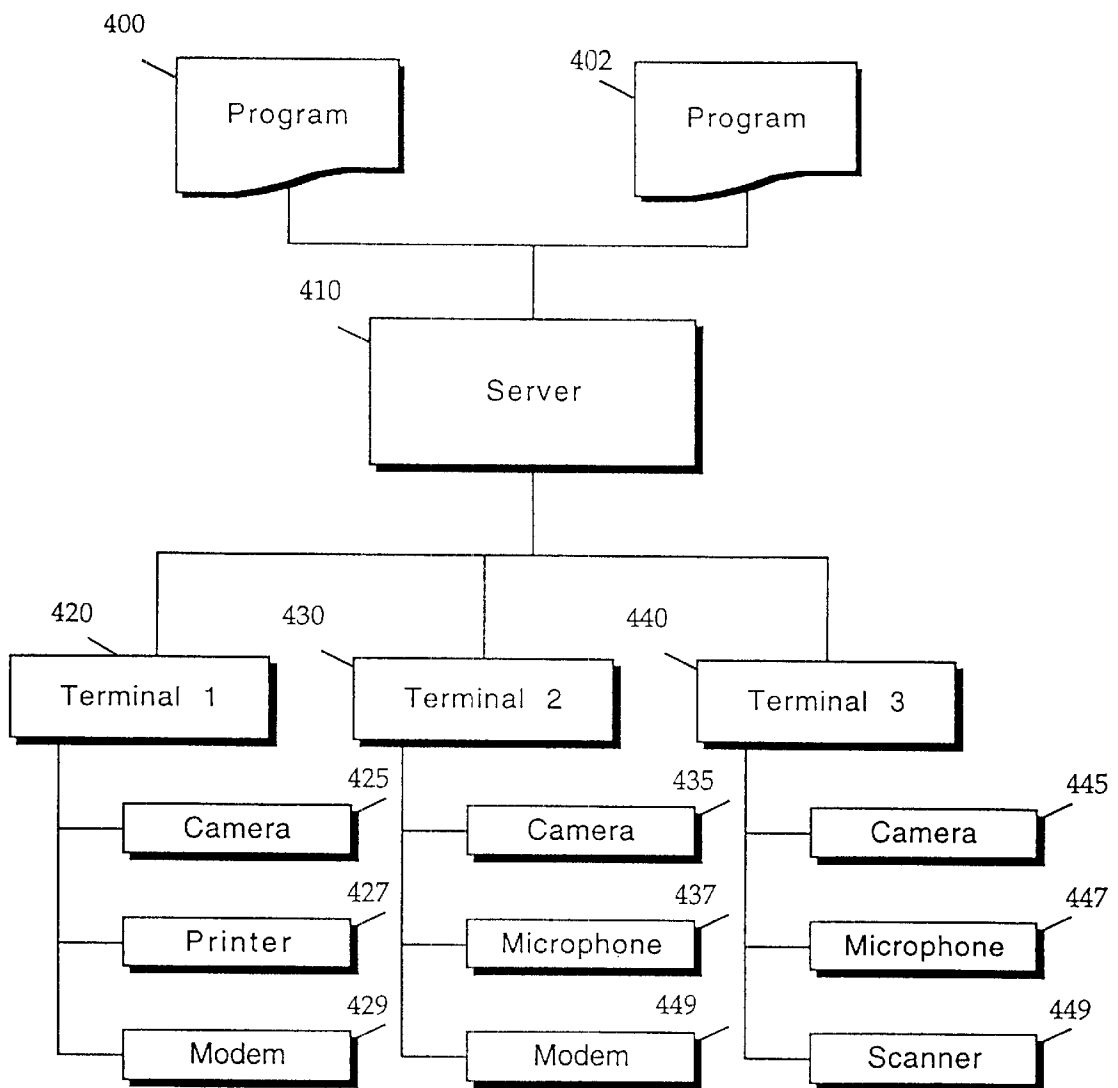 400
402
Program
Program
410
Server
420
430
440
Terminal 1
Terminal 2
Terminal 3
425
435
445
Camera
Camera
Camera
427
437
447
Printer
Microphone
Microphone
429
449
449
Modem
Modem
Scanner